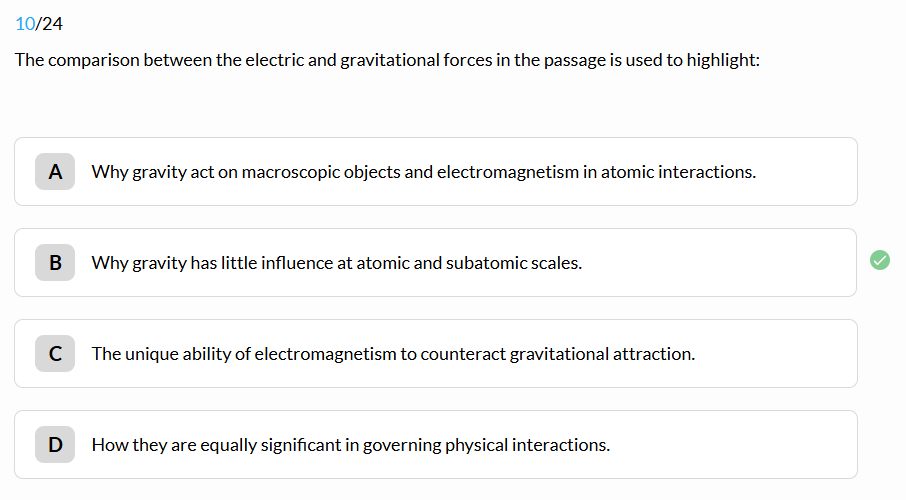 10/24
The comparison between the electric and gravitational forces in the passage is used to highlight:
A Why gravity act on macroscopic objects and electromagnetism in atomic interactions.
B Why gravity has little influence at atomic and subatomic scales.
C The unique ability of electromagnetism to counteract gravitational attraction.
D How they are equally significant in governing physical interactions.